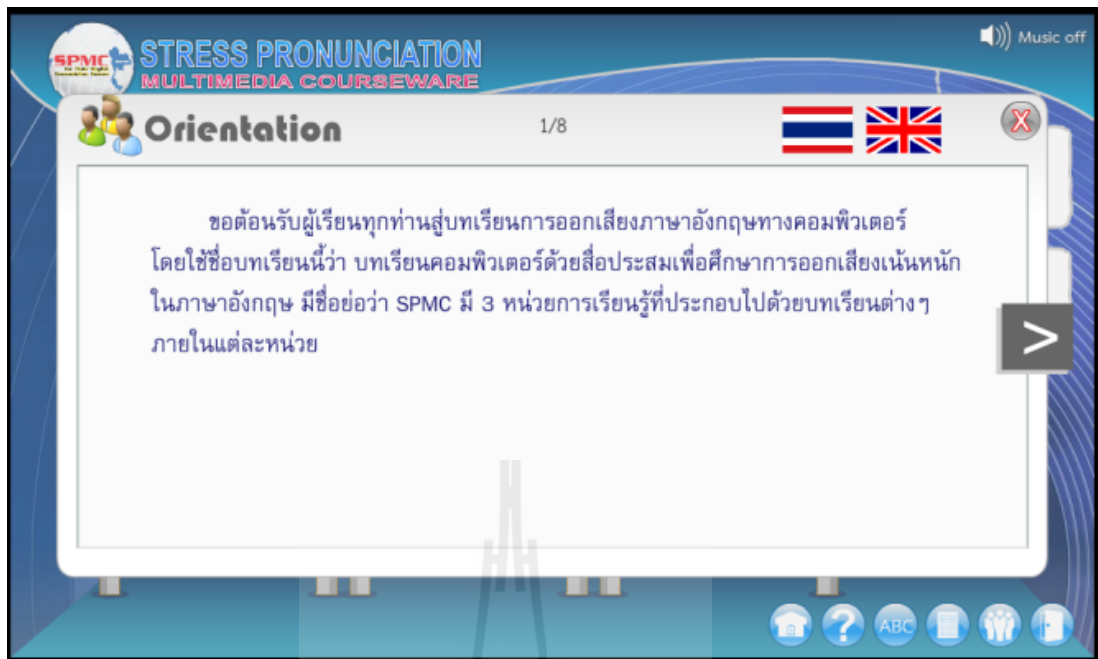 Music off
SPMC
STRESS PRONUNCIATION
MULTIMEDIA COURSEWARE
Orientation
1/8
ขอต้อนรับผู้เรียนทุกท่านสู่บทเรียนการออกเสียงภาษาอังกฤษทางคอมพิวเตอร์
โดยใช้ชื่อบทเรียนนี้ว่า บทเรียนคอมพิวเตอร์ด้วยสื่อประสมเพื่อศึกษาการออกเสียงเน้นหนัก
ในภาษาอังกฤษ มีชื่อย่อว่า SPMC มี 3 หน่วยการเรียนรู้ที่ประกอบไปด้วยบทเรียนต่างๆ
ภายในแต่ละหน่วย
>
ABC